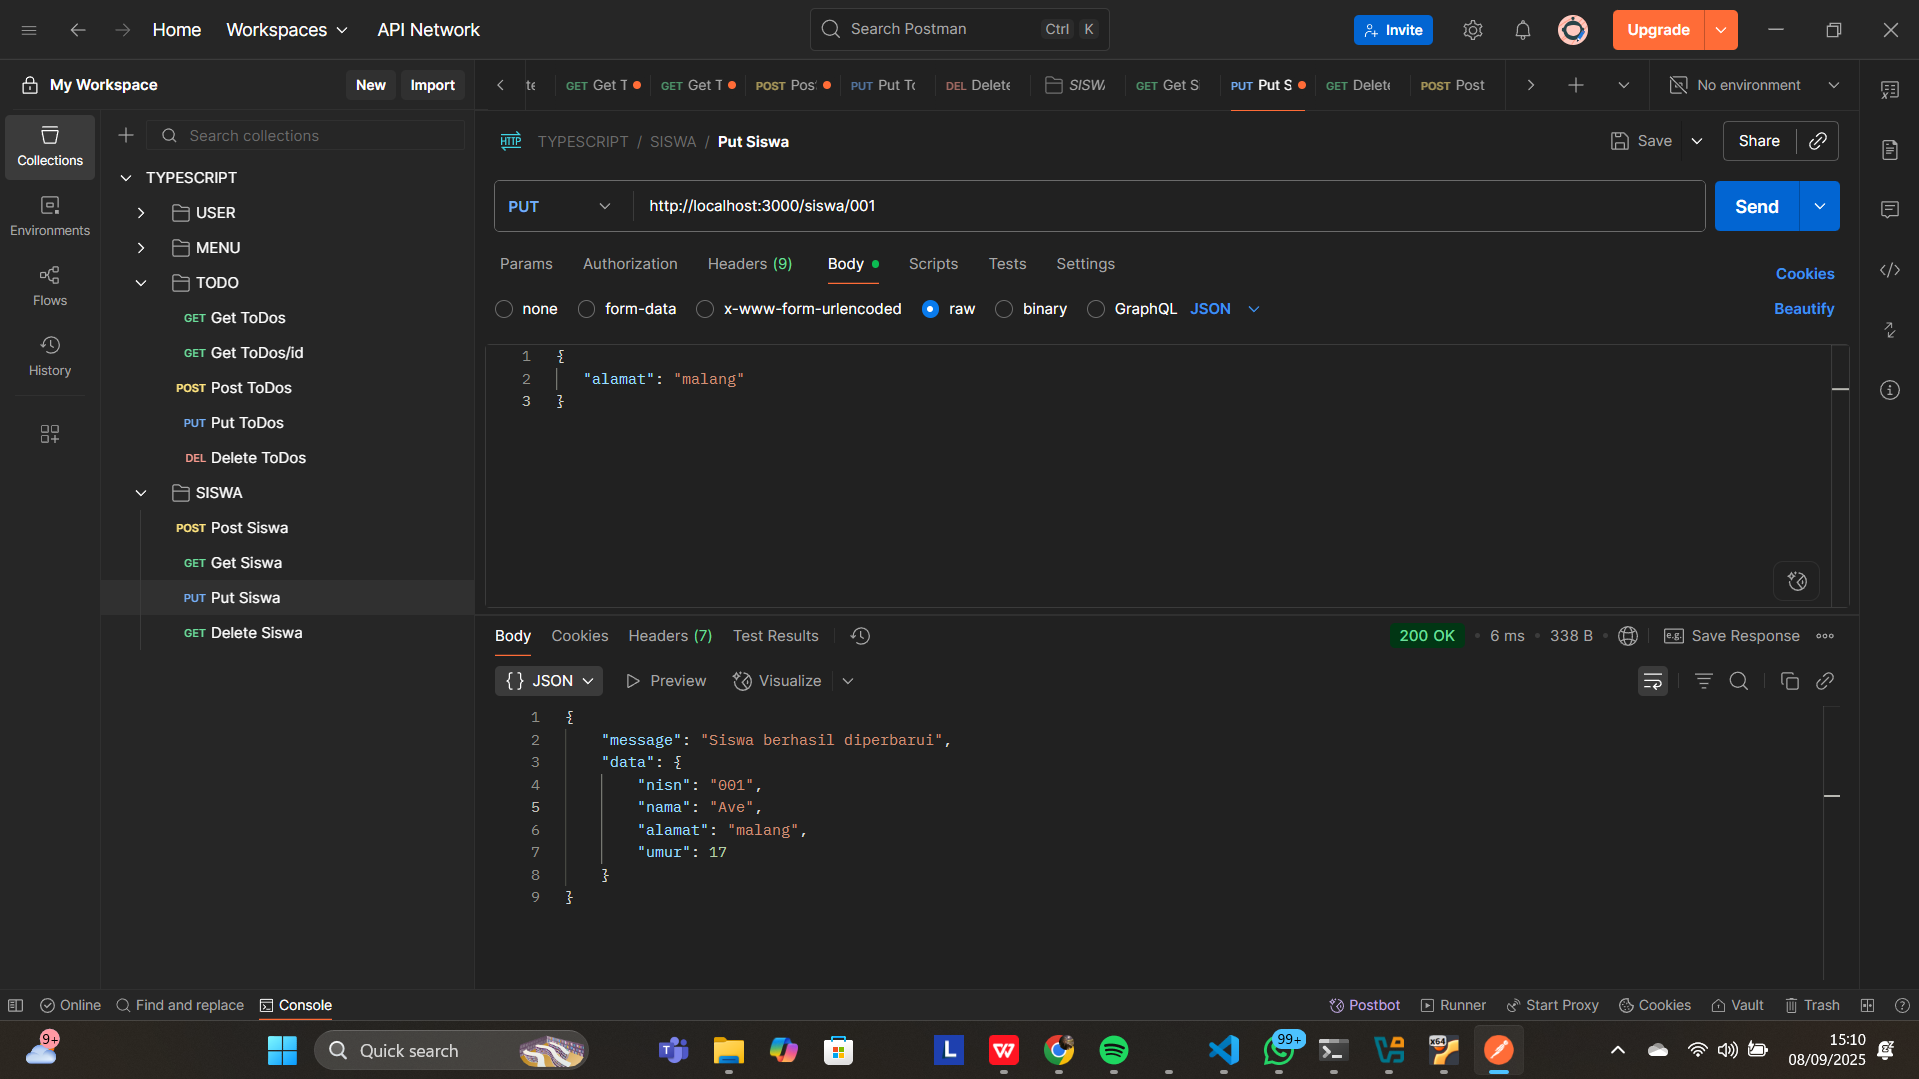 Home
Workspaces
API Network
Search Postman
Ctrl K
Invite
Upgrade
My Workspace
New
Import
GET Get T
GET Get T
POST Pos
PUT Put To
DEL Delete
SISW
GET Get Si
PUT Put S
GET Delete
POST Post
No environment
Search collections
HTTP TYPESCRIPT / SISWA / Put Siswa
Save
Share
Collections
Environments
Flows
History
TYPESCRIPT
USER
MENU
TODO
GET Get ToDos
GET Get ToDos/id
POST Post ToDos
PUT Put ToDos
DEL Delete ToDos
SISWA
POST Post Siswa
GET Get Siswa
PUT Put Siswa
GET Delete Siswa
PUT
http://localhost:3000/siswa/001
Send
Params
Authorization
Headers (9)
Body
Scripts
Tests
Settings
Cookies
none
form-data
x-www-form-urlencoded
raw
binary
GraphQL
JSON
Beautify
1 {
2 "alamat": "malang"
3 }
Body
Cookies
Headers (7)
Test Results
200 OK
6 ms
338 B
e.g. Save Response
{} JSON
Preview
Visualize
1 {
2 "message": "Siswa berhasil diperbarui",
3 "data": {
4 "nisn": "001",
5 "nama": "Ave",
6 "alamat": "malang",
7 "umur": 17
8 }
9 }
Online
Find and replace
Console
Postbot
Runner
Start Proxy
Cookies
Vault
Trash
9+
Quick search
L
W
99+
x64
15:10
08/09/2025